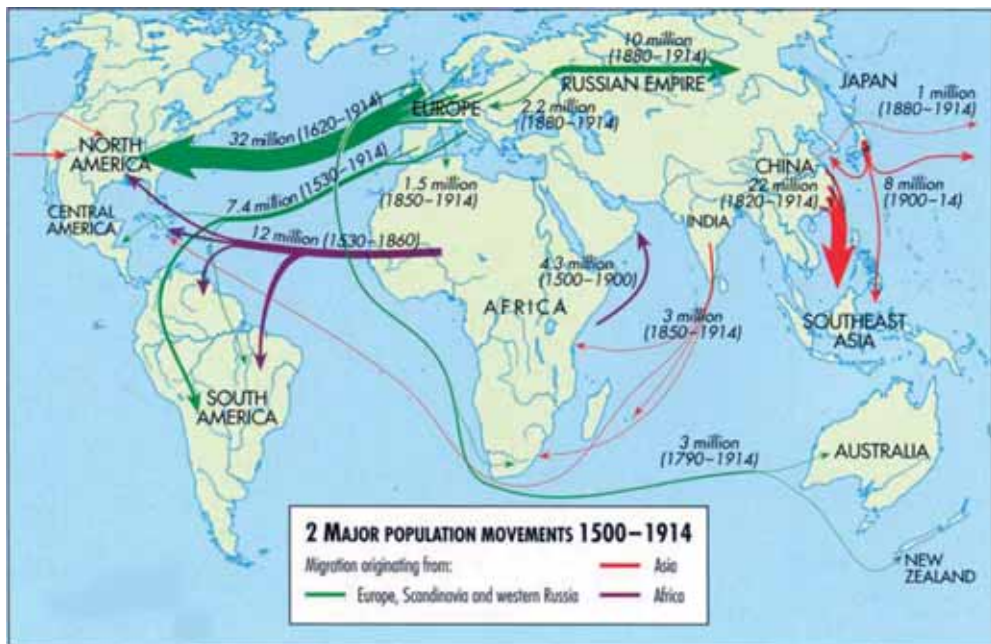 10 million
(1880–1914)
RUSSIAN EMPIRE
JAPAN
1 million
(1880–1914)
EUROPE
2.2 million
(1880–1914)
32 million (1620–1914)
NORTH
AMERICA
7.4 million (1530–1914)
1.5 million
(1850–1914)
CHINA
22 million
(1820–1914)
8 million
(1900–14)
CENTRAL
AMERICA
INDIA
12 million (1530–1860)
4.3 million
(1500–1900)
AFRICA
3 million
(1850–1914)
SOUTHEAST
ASIA
SOUTH
AMERICA
3 million
(1790–1914)
AUSTRALIA
NEW
ZEALAND
2 MAJOR POPULATION MOVEMENTS 1500–1914
Migration originating from:
Asia
Europe, Scandinavia and western Russia
Africa